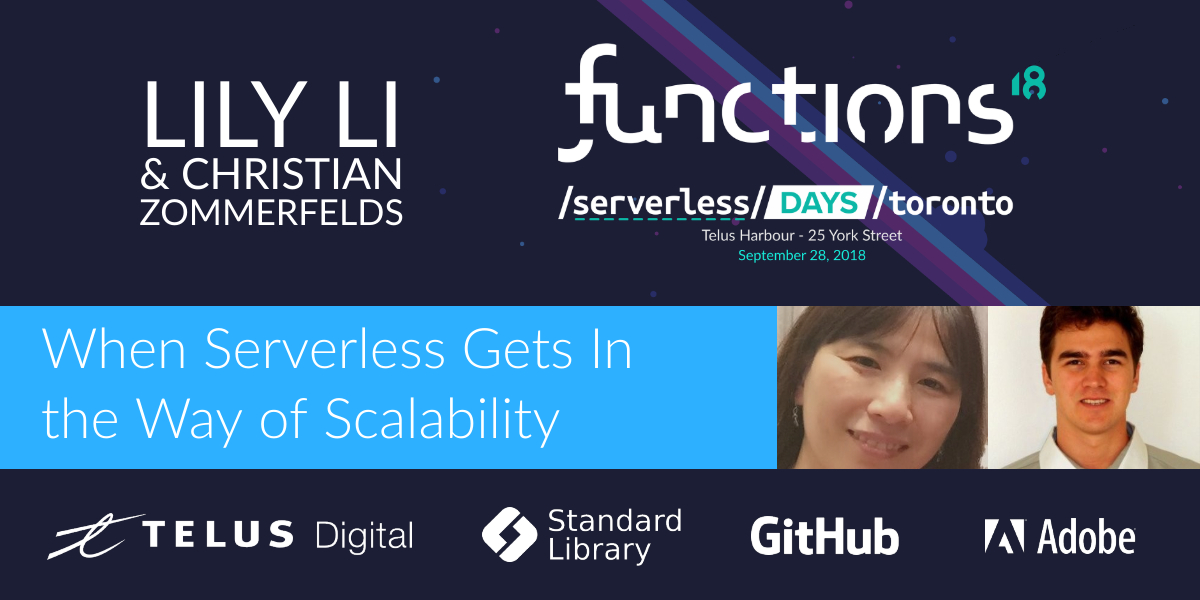 LILY LI
& CHRISTIAN
ZOMMERFELDS
functions18
/serverless//DAYS//toronto
Telus Harbour - 25 York Street
September 28, 2018
When Serverless Gets In
the Way of Scalability
TELUS Digital
Standard
Library
GitHub
Adobe